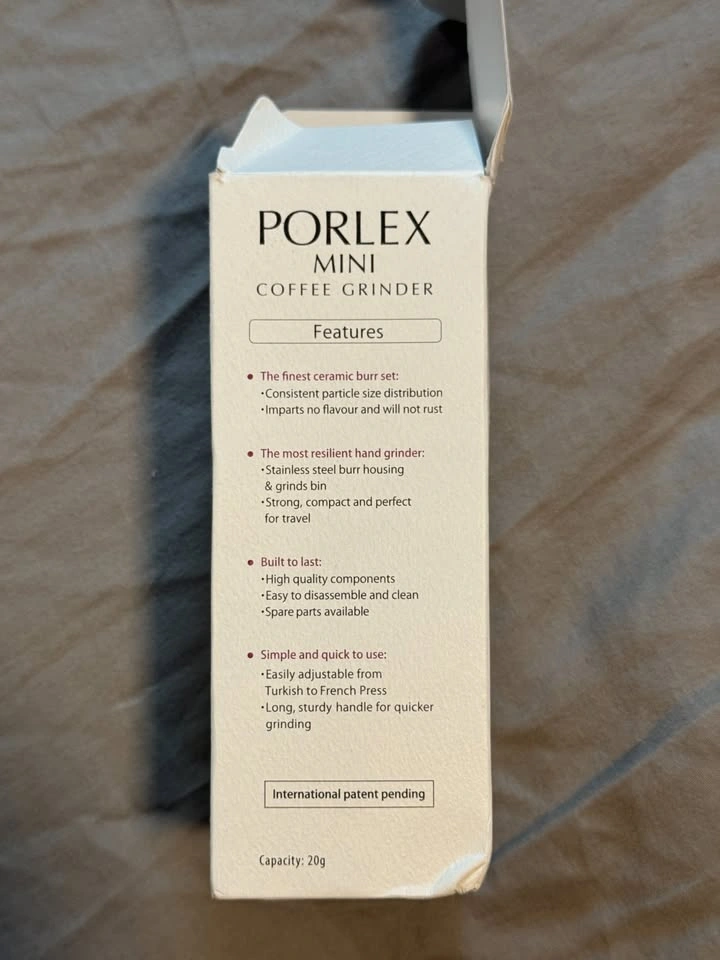 PORLEX
MINI
COFFEE GRINDER
Features
• The finest ceramic burr set:
・Consistent particle size distribution
・Imparts no flavour and will not rust
• The most resilient hand grinder:
・Stainless steel burr housing
& grinds bin
・Strong, compact and perfect
for travel
• Built to last:
・High quality components
・Easy to disassemble and clean
・Spare parts available
• Simple and quick to use:
・Easily adjustable from
Turkish to French Press
・Long, sturdy handle for quicker
grinding
International patent pending
Capacity: 20g